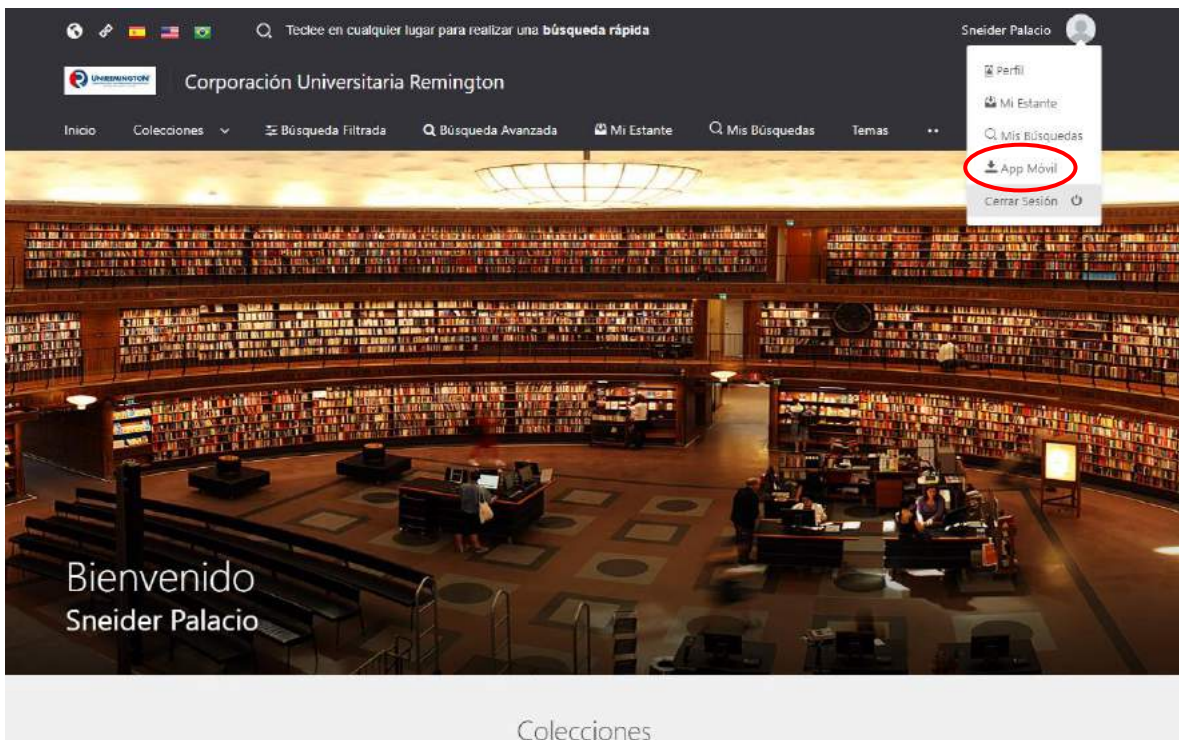 Teclee en cualquier lugar para realizar una búsqueda rápida
Sneider Palacio
UNIREMINGTON
Corporación Universitaria Remington
Inicio Colecciones Búsqueda Filtrada Búsqueda Avanzada Mi Estante Mis Búsquedas Temas
Perfil
Mi Estante
Mis Búsquedas
App Móvil
Cerrar Sesión
Bienvenido
Sneider Palacio
Colecciones